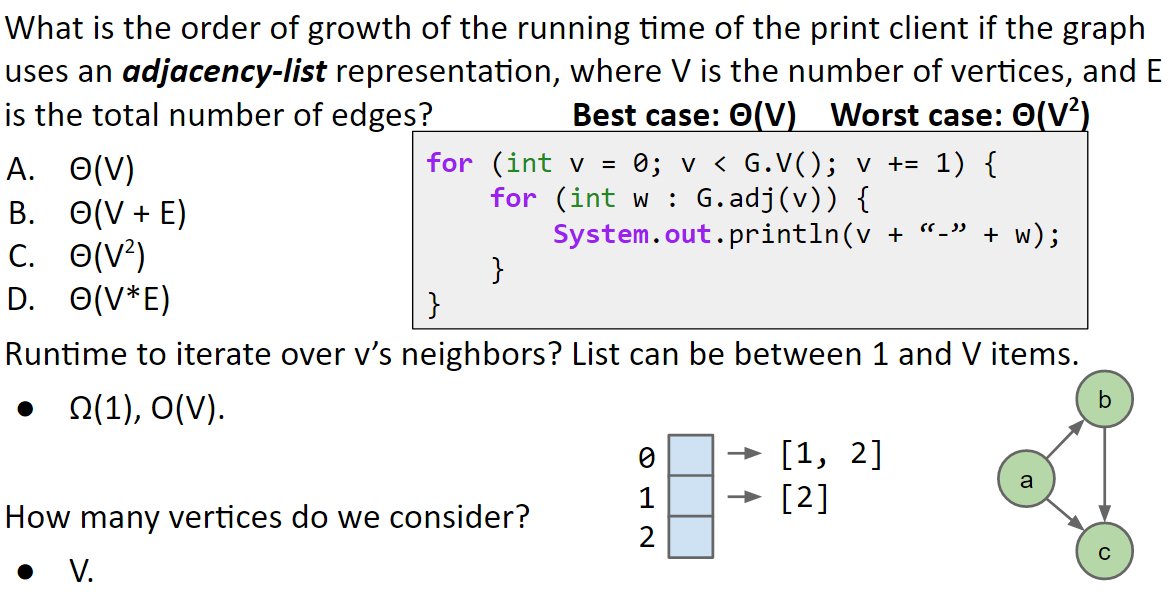 What is the order of growth of the running time of the print client if the graph
uses an adjacency-list representation, where V is the number of vertices, and E
is the total number of edges?
Best case: Θ(V) Worst case: Θ(V²)
A. Θ(V)
B. Θ(V + E)
C. Θ(V²)
D. Θ(V*E)
for (int v = 0; v < G.V(); v += 1) {
for (int w : G.adj(v)) {
System.out.println(v + “-” + w);
}
}
Runtime to iterate over v’s neighbors? List can be between 1 and V items.
● Ω(1), O(V).
How many vertices do we consider?
● V.
0 [1, 2]
1 [2]
2
b
a
c